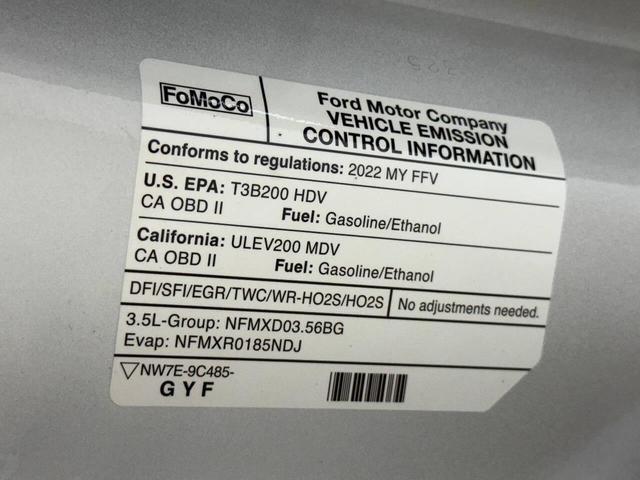 FoMoCo
Ford Motor Company
VEHICLE EMISSION
CONTROL INFORMATION
Conforms to regulations: 2022 MY FFV
U.S. EPA: T3B200 HDV
CA OBD II Fuel: Gasoline/Ethanol
California: ULEV200 MDV
CA OBD II Fuel: Gasoline/Ethanol
DFI/SFI/EGR/TWC/WR-HO2S/HO2S No adjustments needed.
3.5L-Group: NFMXD03.56BG
Evap: NFMXR0185NDJ
NW7E-9C485-
G Y F